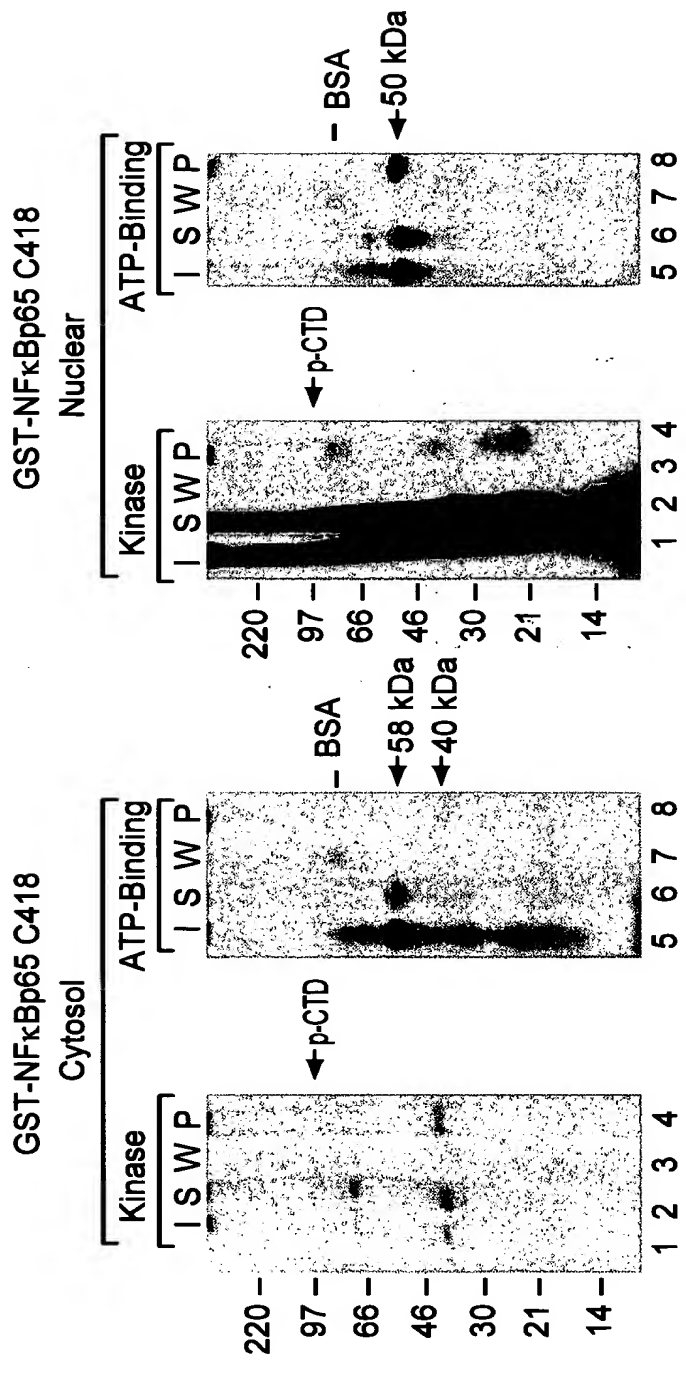 GST-NFκBp65 C418
Cytosol
Kinase
ATP-Binding
I S W P
I S W P
220
97
66
46
30
21
14
p-CTD
BSA
58 kDa
40 kDa
1 2 3 4
5 6 7 8
GST-NFκBp65 C418
Nuclear
Kinase
ATP-Binding
I S W P
I S W P
220
97
66
46
30
21
14
p-CTD
BSA
50 kDa
1 2 3 4
5 6 7 8